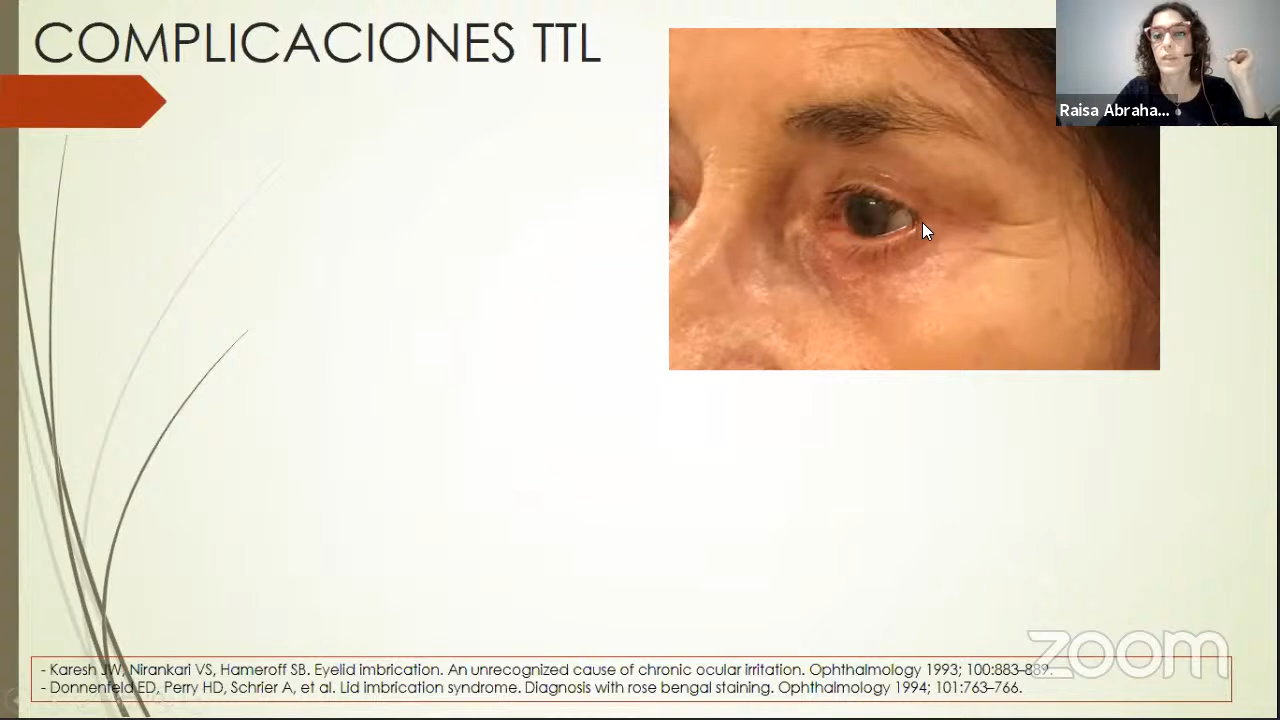 COMPLICACIONES TTL
Raisa Abraha...
zoom
- Karesh JW, Nirankari VS, Hameroff SB. Eyelid imbrication. An unrecognized cause of chronic ocular irritation. Ophthalmology 1993; 100:883–889.
- Donnenfeld ED, Perry HD, Schrier A, et al. Lid imbrication syndrome. Diagnosis with rose bengal staining. Ophthalmology 1994; 101:763–766.